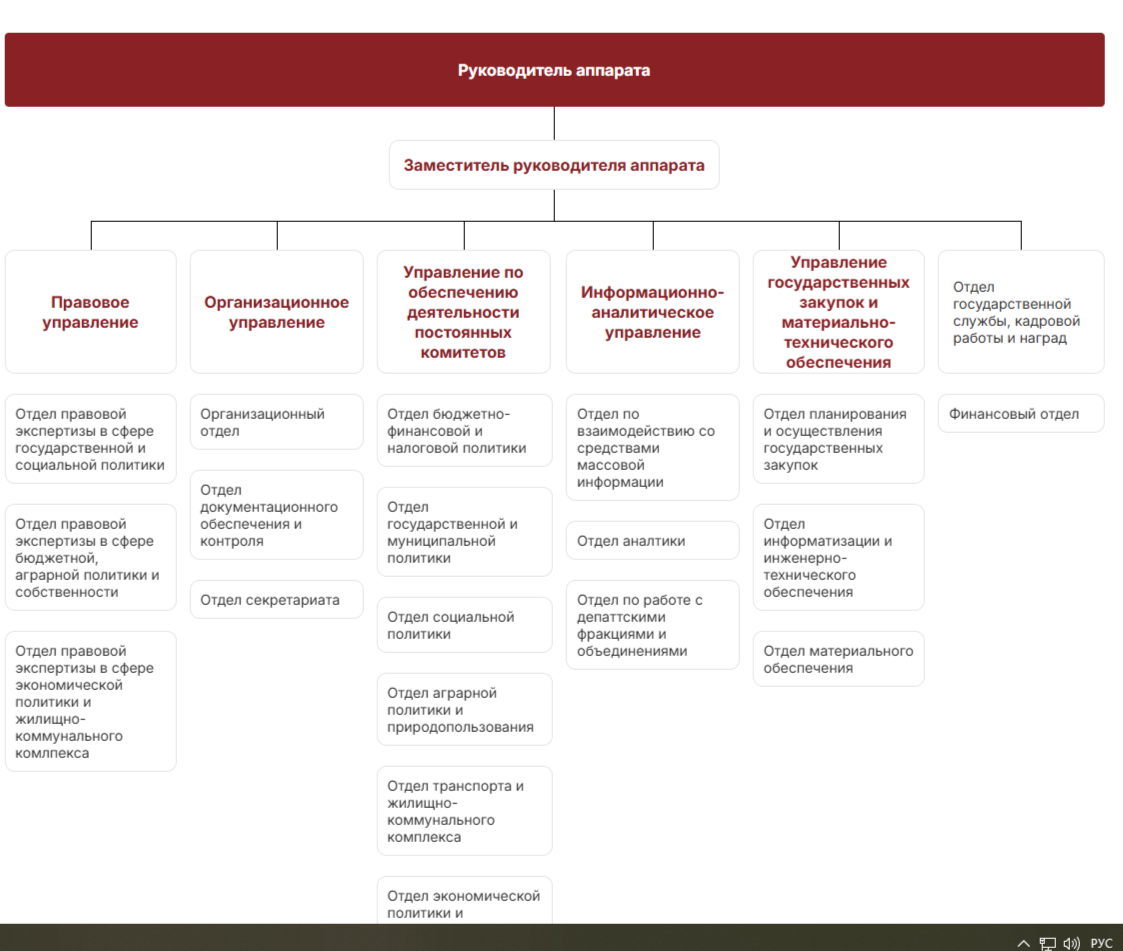 Руководитель аппарата
Заместитель руководителя аппарата
Правовое
управление
Отдел правовой
экспертизы в сфере
государственной и
социальной политики
Отдел правовой
экспертизы в сфере
бюджетной,
аграрной политики и
собственности
Отдел правовой
экспертизы в сфере
экономической
политики и
жилищно-
коммунального
комлпекса
Организационное
управление
Организационный
отдел
Отдел
документационного
обеспечения и
контроля
Отдел секретариата
Управление по
обеспечению
деятельности
постоянных
комитетов
Отдел бюджетно-
финансовой и
налоговой политики
Отдел
государственной и
муниципальной
политики
Отдел социальной
политики
Отдел аграрной
политики и
природопользования
Отдел транспорта и
жилищно-
коммунального
комплекса
Отдел экономической
политики и
Информационно-
аналитическое
управление
Отдел по
взаимодействию со
средствами
массовой
информации
Отдел аналтики
Отдел по работе с
депаттскими
фракциями и
объединениями
Управление
государственных
закупок и
материально-
технического
обеспечения
Отдел планирования
и осуществления
государственных
закупок
Отдел
информатизации и
инженерно-
технического
обеспечения
Отдел материального
обеспечения
Отдел
государственной
службы, кадровой
работы и наград
Финансовый отдел
РУС